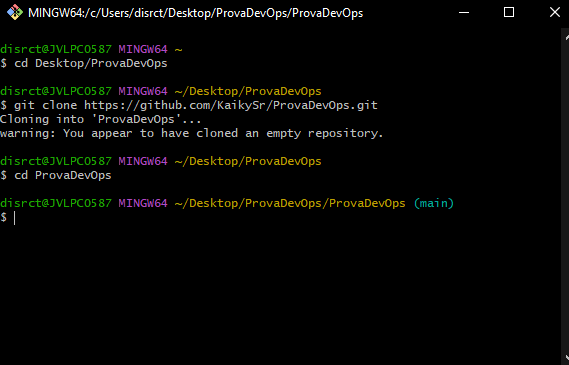 MINGW64:/c/Users/disrct/Desktop/ProvaDevOps/ProvaDevOps
disrct@JVLPC0587 MINGW64 ~
$ cd Desktop/ProvaDevOps
disrct@JVLPC0587 MINGW64 ~/Desktop/ProvaDevOps
$ git clone https://github.com/KaikySr/ProvaDevOps.git
Cloning into 'ProvaDevOps'...
warning: You appear to have cloned an empty repository.
disrct@JVLPC0587 MINGW64 ~/Desktop/ProvaDevOps
$ cd ProvaDevOps
disrct@JVLPC0587 MINGW64 ~/Desktop/ProvaDevOps/ProvaDevOps (main)
$